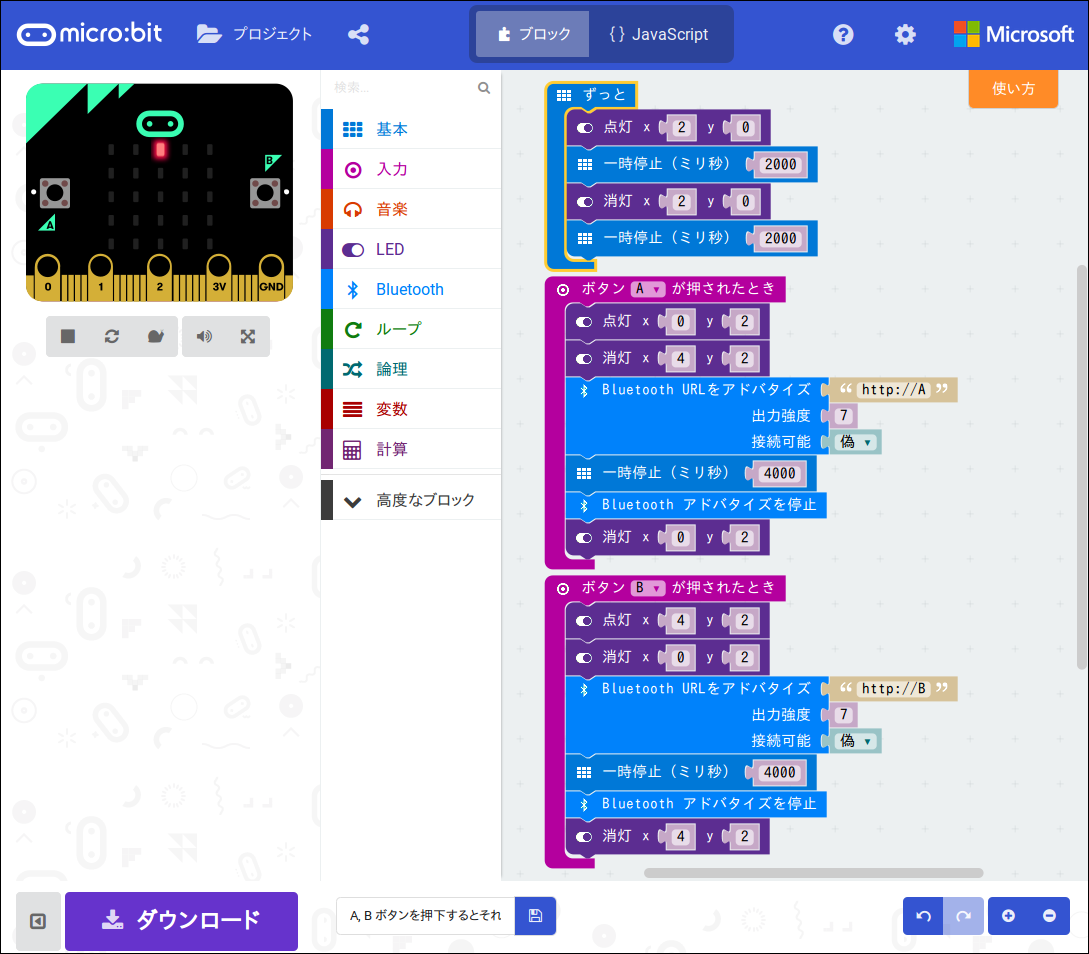 micro:bit
プロジェクト
ブロック
{ } JavaScript
?
Microsoft
使い方
検索...
基本
入力
音楽
LED
Bluetooth
ループ
論理
変数
計算
高度なブロック
B
A
0 1 2 3V GND
ずっと
点灯 x 2 y 0
一時停止（ミリ秒） 2000
消灯 x 2 y 0
一時停止（ミリ秒） 2000
ボタン A ▼ が押されたとき
点灯 x 0 y 2
消灯 x 4 y 2
Bluetooth URLをアドバタイズ “ http://A ”
出力強度 7
接続可能 偽 ▼
一時停止（ミリ秒） 4000
Bluetooth アドバタイズを停止
消灯 x 0 y 2
ボタン B ▼ が押されたとき
点灯 x 4 y 2
消灯 x 0 y 2
Bluetooth URLをアドバタイズ “ http://B ”
出力強度 7
接続可能 偽 ▼
一時停止（ミリ秒） 4000
Bluetooth アドバタイズを停止
消灯 x 4 y 2
ダウンロード
A, B ボタンを押下するとそれ